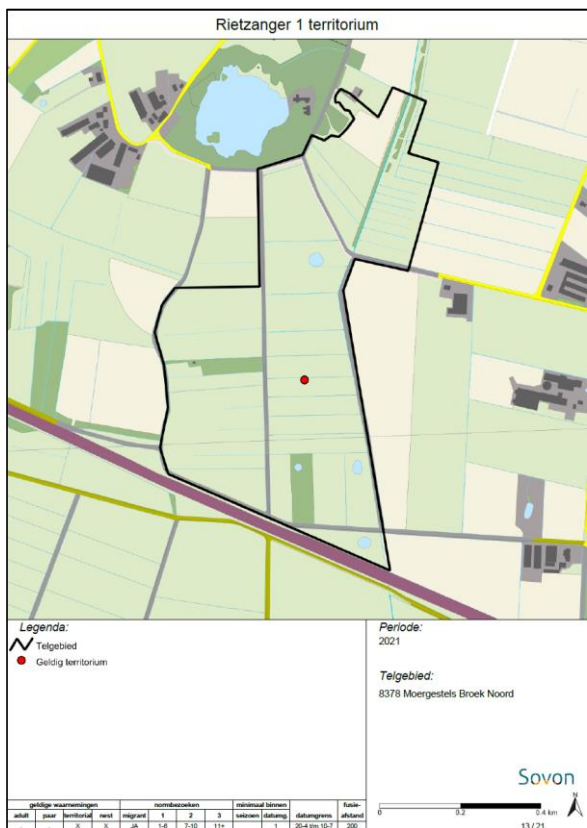 Rietzanger 1 territorium
Legenda:
Telgebied
Geldig territorium
Periode:
2021
Telgebied:
8378 Moergestels Broek Noord
Sovon
0 0.2 0.4 km
N
13 / 21
geldige waarnemingen normbezoeken minimaal binnen fusie-
adult paar territorial nest migrant 1 2 3 seizoen datumg. datumgrens afstand
. . X X JA 1-6 7-10 11+ 1 20-4 t/m 10-7 200